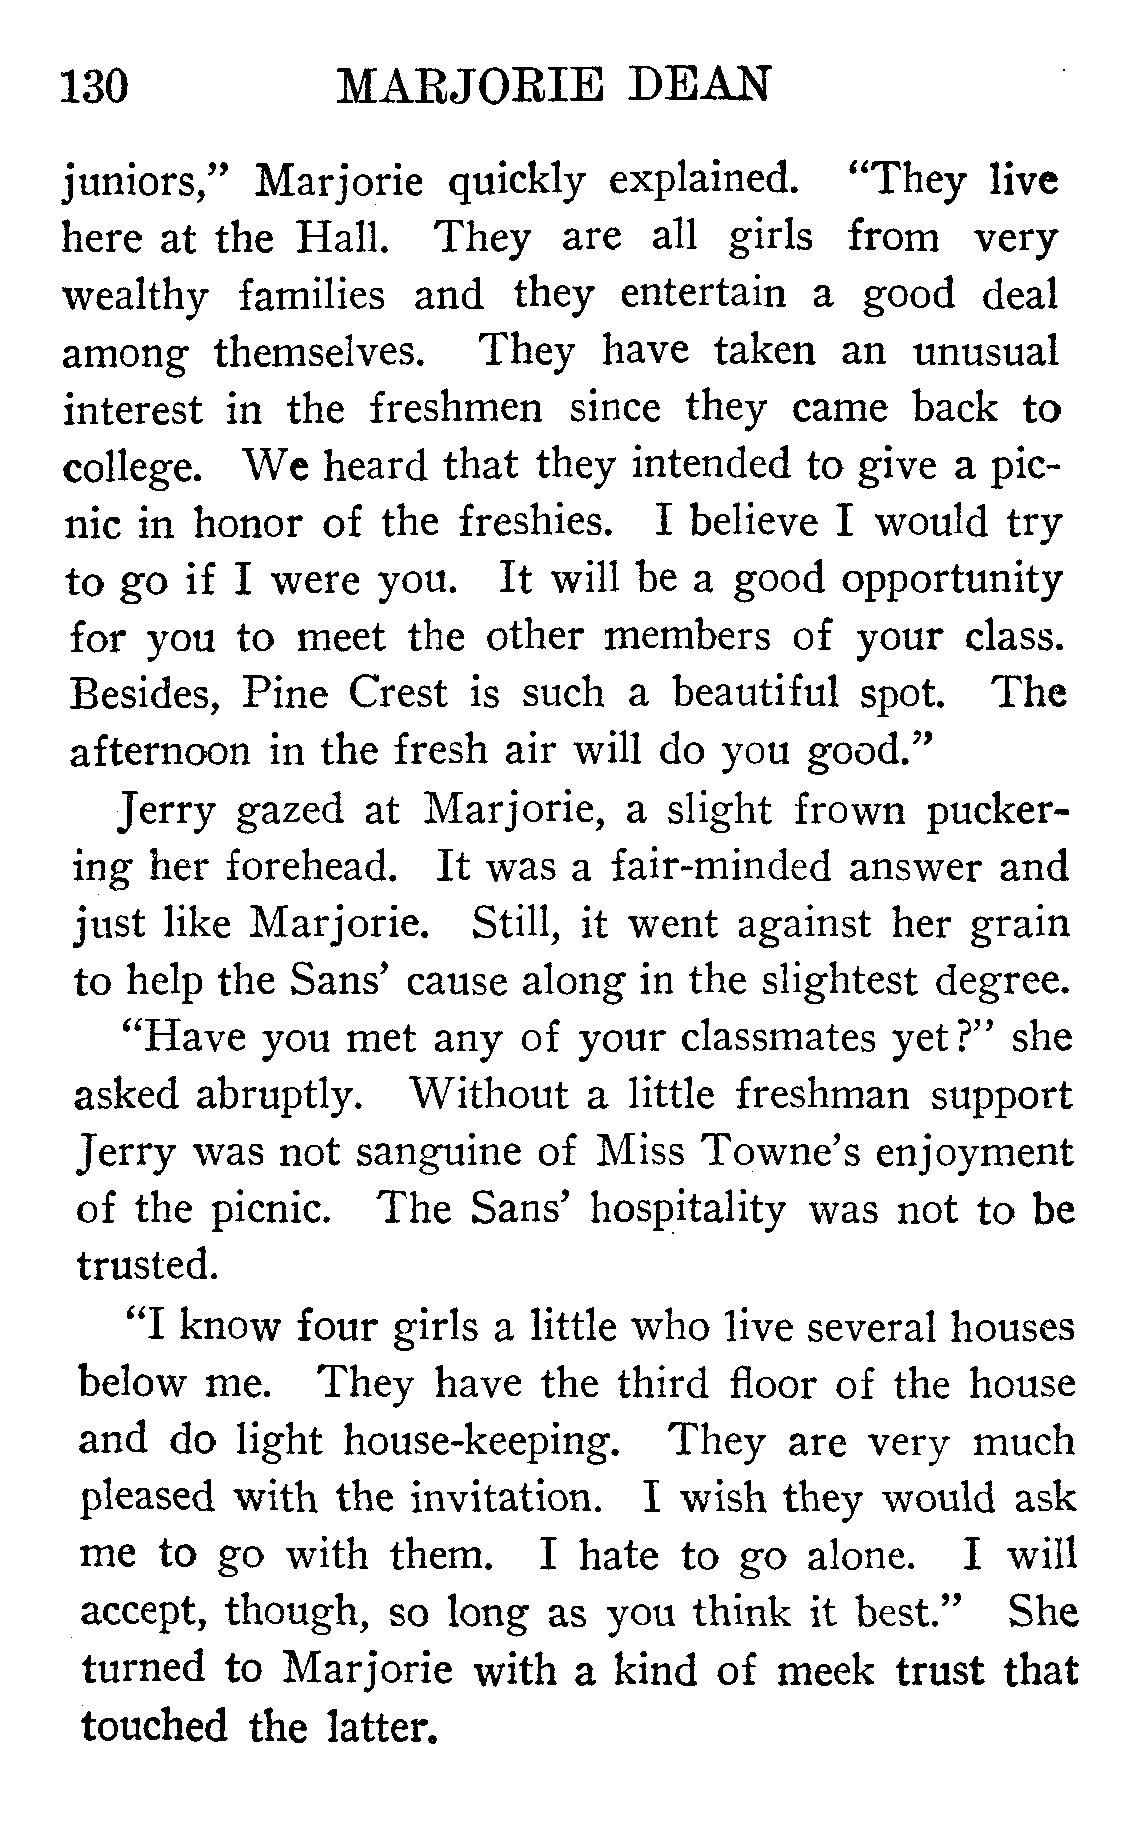 130 MARJORIE DEAN
juniors,” Marjorie quickly explained. “They live
here at the Hall. They are all girls from very
wealthy families and they entertain a good deal
among themselves. They have taken an unusual
interest in the freshmen since they came back to
college. We heard that they intended to give a pic-
nic in honor of the freshies. I believe I would try
to go if I were you. It will be a good opportunity
for you to meet the other members of your class.
Besides, Pine Crest is such a beautiful spot. The
afternoon in the fresh air will do you good.”
Jerry gazed at Marjorie, a slight frown pucker-
ing her forehead. It was a fair-minded answer and
just like Marjorie. Still, it went against her grain
to help the Sans’ cause along in the slightest degree.
“Have you met any of your classmates yet?” she
asked abruptly. Without a little freshman support
Jerry was not sanguine of Miss Towne’s enjoyment
of the picnic. The Sans’ hospitality was not to be
trusted.
“I know four girls a little who live several houses
below me. They have the third floor of the house
and do light house-keeping. They are very much
pleased with the invitation. I wish they would ask
me to go with them. I hate to go alone. I will
accept, though, so long as you think it best.” She
turned to Marjorie with a kind of meek trust that
touched the latter.